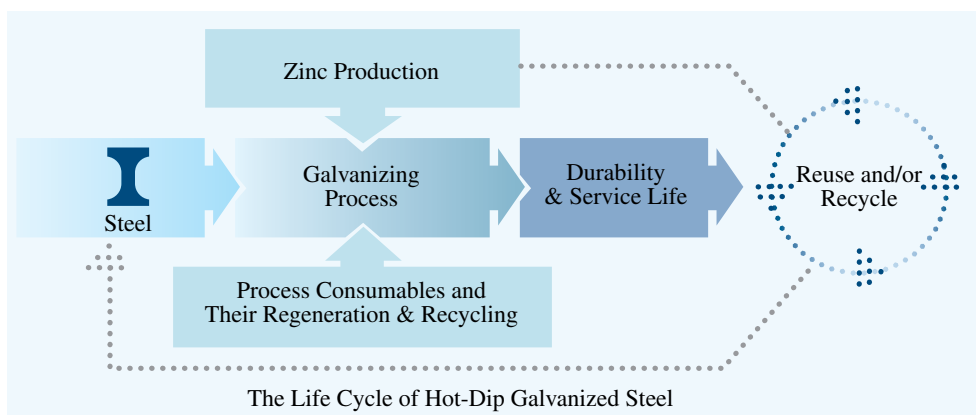 Zinc Production
Steel
Galvanizing
Process
Durability
& Service Life
Reuse and/or
Recycle
Process Consumables and
Their Regeneration & Recycling
The Life Cycle of Hot-Dip Galvanized Steel